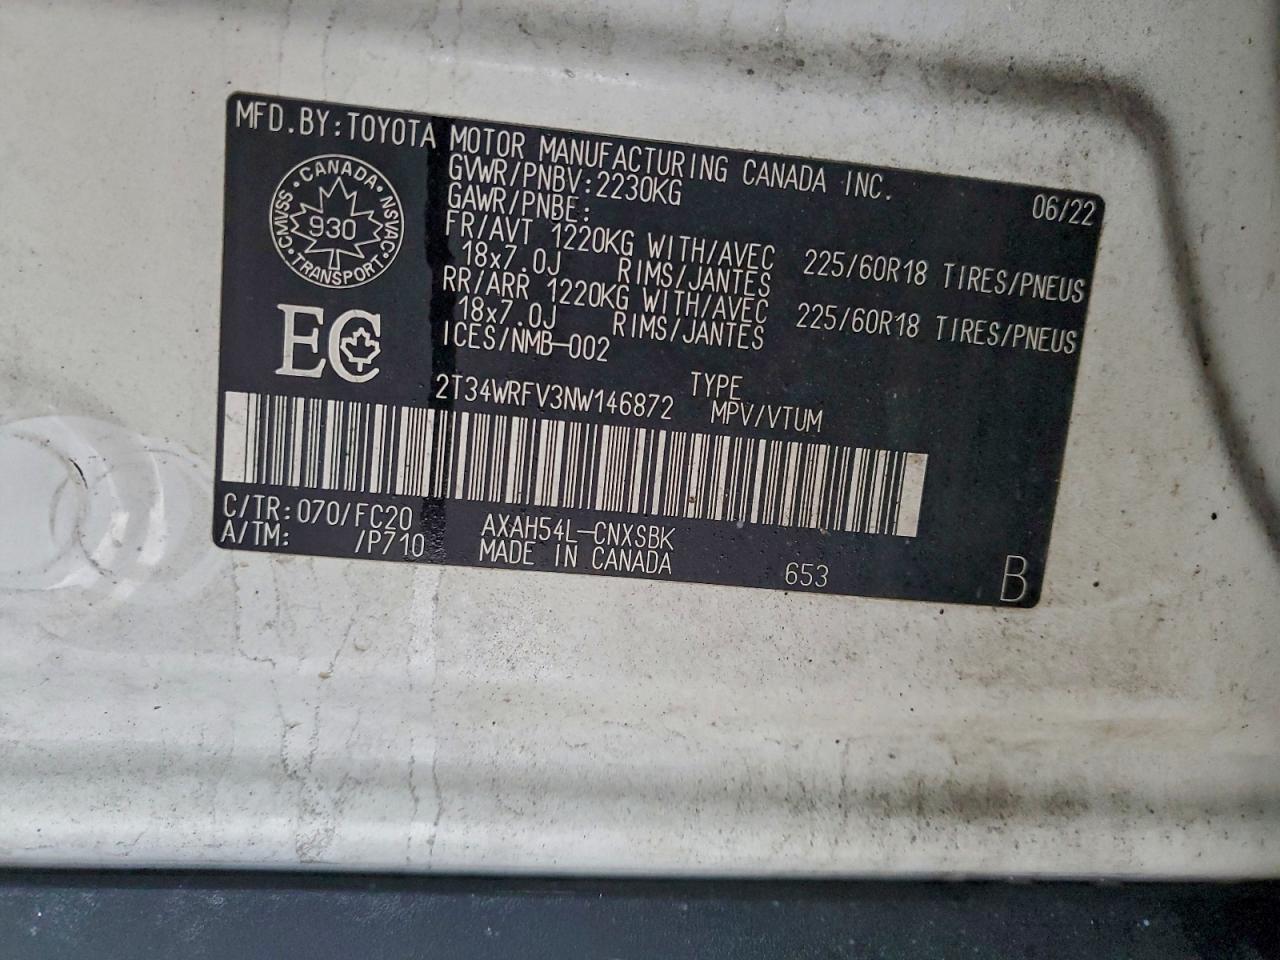 MFD.BY:TOYOTA MOTOR MANUFACTURING CANADA INC.
06/22
GVWR/PNBV:2230KG
GAWR/PNBE:
FR/AVT 1220KG WITH/AVEC 225/60R18 TIRES/PNEUS
18x7.0J RIMS/JANTES
RR/ARR 1220KG WITH/AVEC 225/60R18 TIRES/PNEUS
18x7.0J RIMS/JANTES
ICES/NMB-002
CANADA
CMVSS
930
NSVAC
TRANSPORT
EC
2T34WRFV3NW146872
TYPE
MPV/VTUM
C/TR:070/FC20 AXAH54L-CNXSBK
A/TM: /P710 MADE IN CANADA
653
B